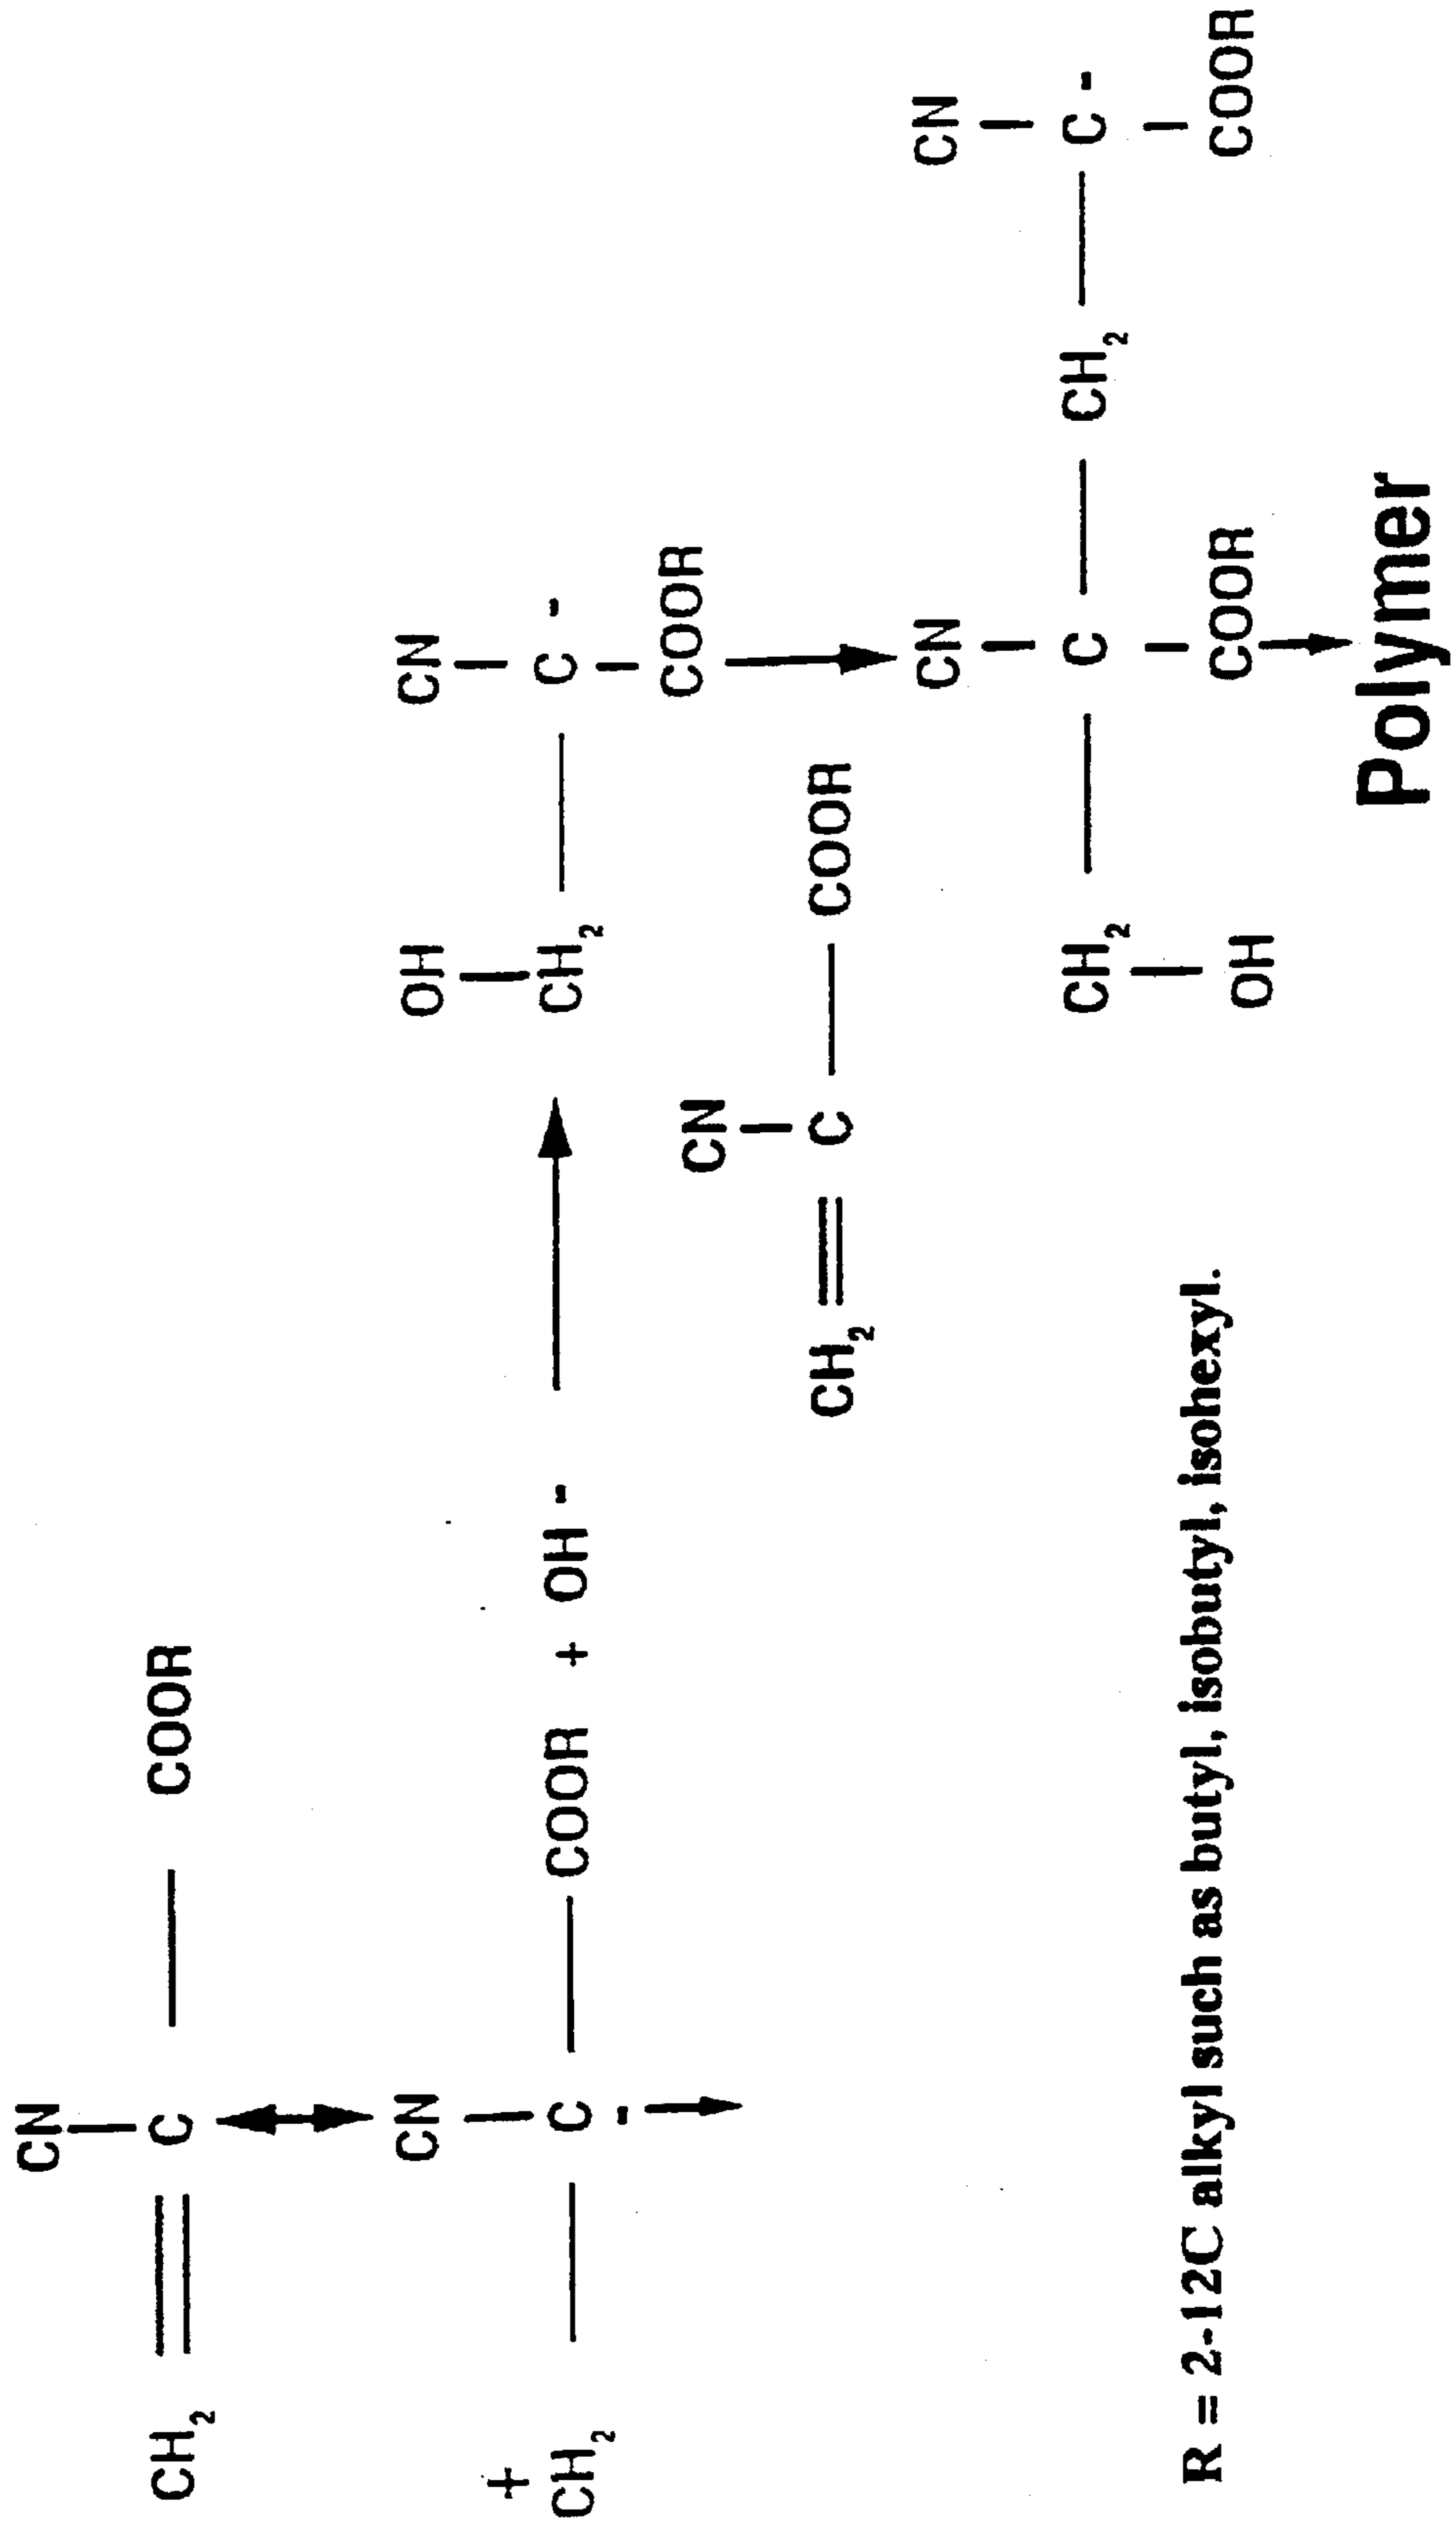 CN
CH2 = C — COOR
CN OH CN
+
CH2 — C - — COOR + OH - CH2 — C -
COOR
CN
CH2 = C — COOR
CN CN
CH2 — C — CH2 — C -
OH COOR COOR
R = 2-12C alkyl such as butyl, isobutyl, isohexyl.
Polymer